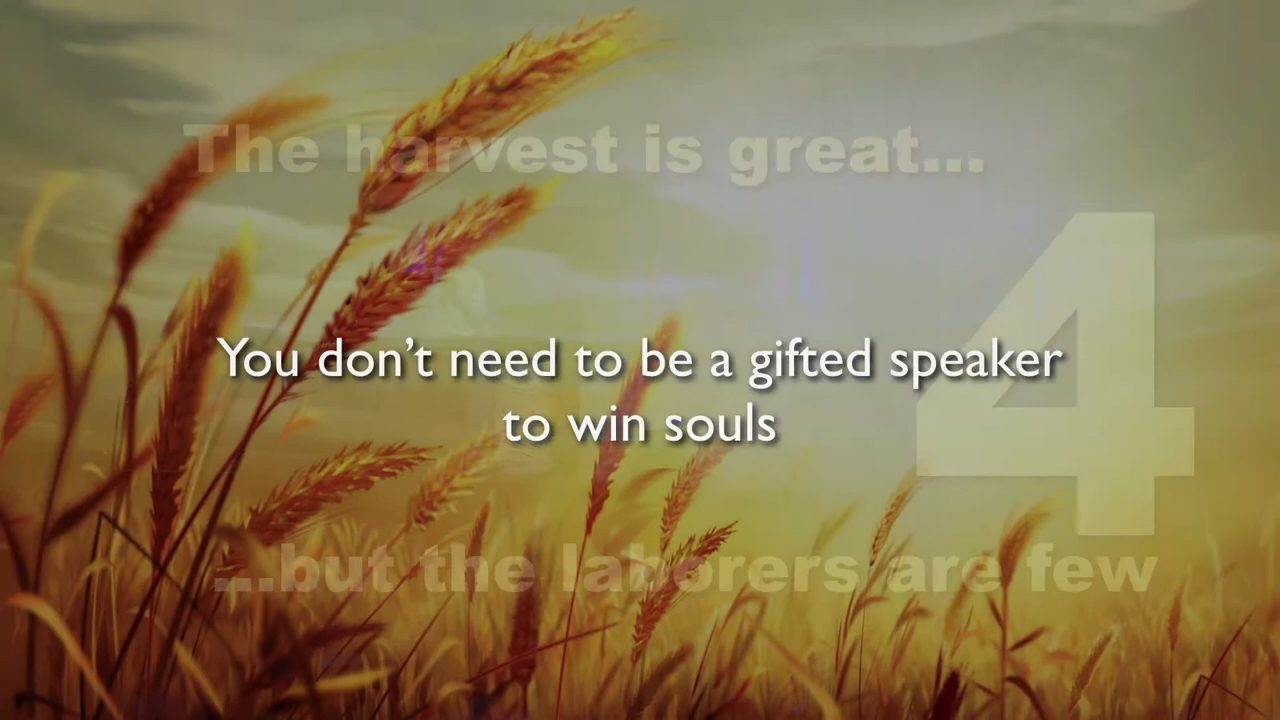 The harvest is great...
4
You don't need to be a gifted speaker
to win souls
...but the laborers are few